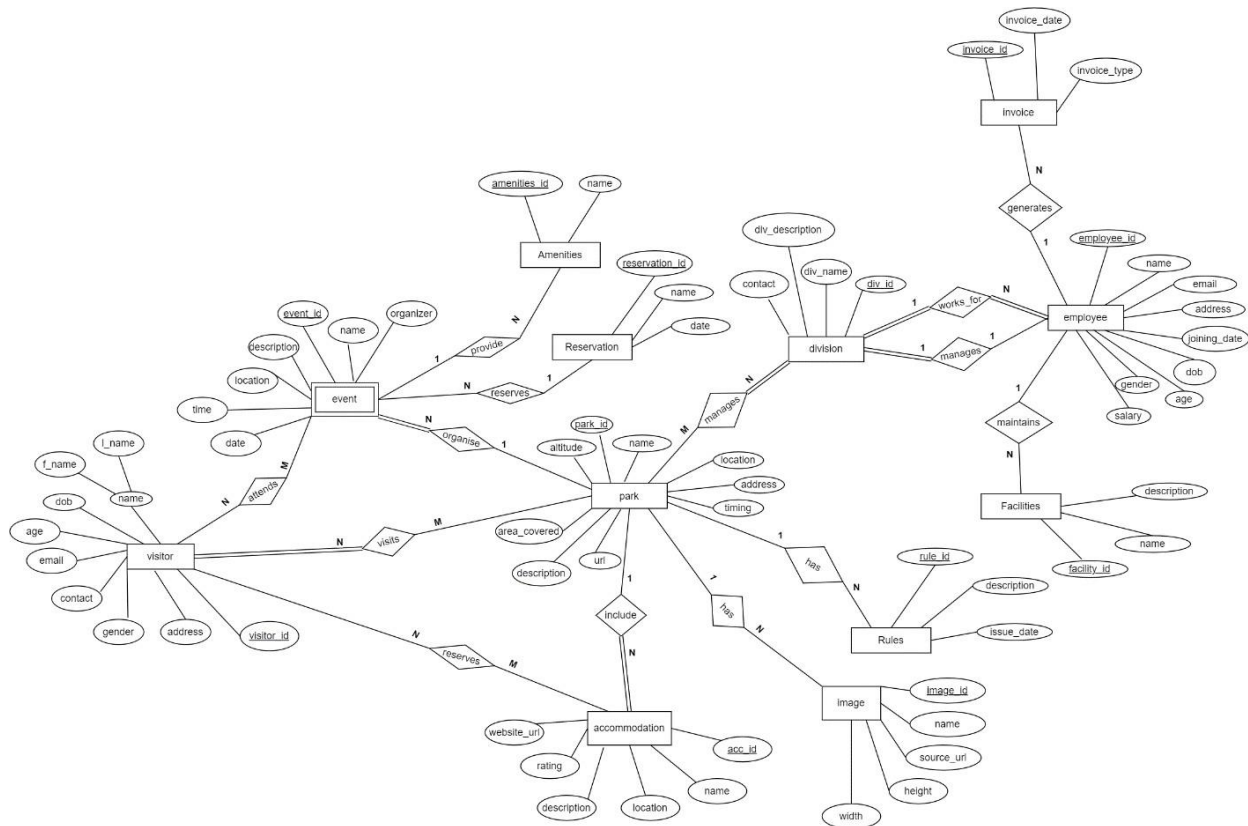 invoice_date
invoice_id
invoice_type
invoice
N
generates
1
amenities_id
name
Amenities
N
provide
1
reservation_id
name
date
Reservation
1
reserves
N
event_id
name
organizer
description
location
time
date
event
N
organise
1
M
attends
N
div_description
contact
div_name
div_id
division
1
works_for
N
1
manages
1
N
manages
M
employee_id
name
email
address
joining_date
dob
age
gender
salary
employee
1
maintains
N
Facilities
description
name
facility_id
park_id
altitude
name
location
address
timing
area_covered
description
url
park
l_name
f_name
name
dob
age
email
contact
gender
address
visitor_id
visitor
N
visits
M
1
include
N
1
has
N
1
has
N
rule_id
description
issue_date
Rules
N
reserves
M
accommodation
website_url
rating
description
location
name
acc_id
image
image_id
name
source_url
height
width